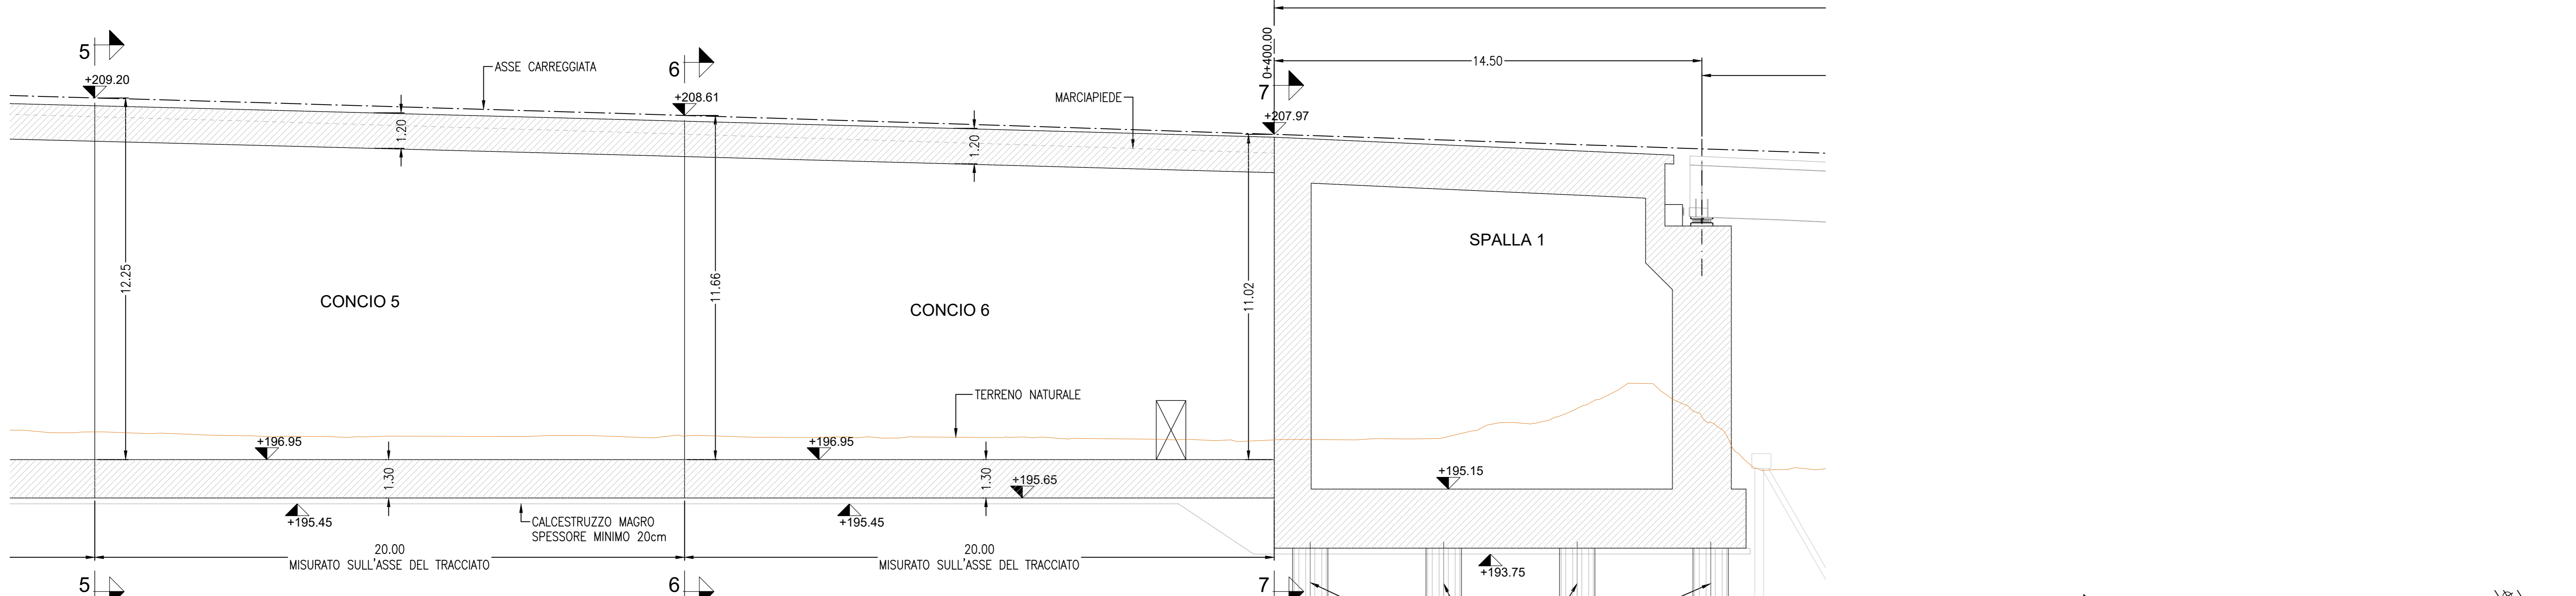 5
+209.20
ASSE CARREGGIATA
6
+208.61
MARCIAPIEDE
0+400.00
7
+207.97
14.50
1.20
1.20
12.25
11.66
11.02
CONCIO 5
CONCIO 6
SPALLA 1
TERRENO NATURALE
+196.95
+196.95
1.30
1.30
+195.65
+195.15
+195.45
CALCESTRUZZO MAGRO
SPESSORE MINIMO 20cm
+195.45
20.00
MISURATO SULL'ASSE DEL TRACCIATO
20.00
MISURATO SULL'ASSE DEL TRACCIATO
+193.75
5
6
7